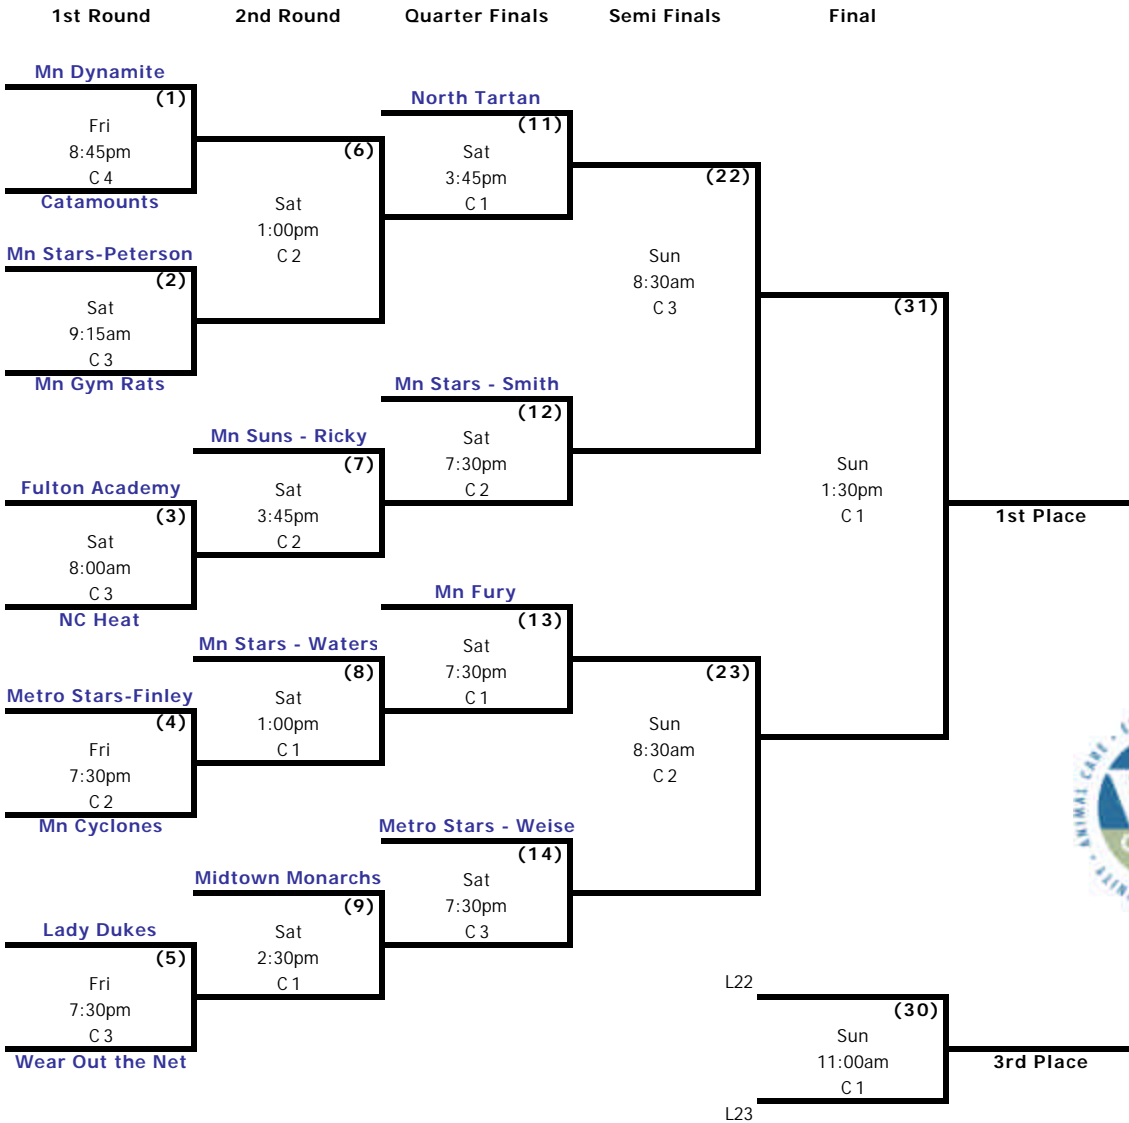 1st Round 2nd Round Quarter Finals Semi Finals Final
Mn Dynamite
(1)
Fri
8:45pm
C 4
Catamounts
Mn Stars-Peterson
(2)
Sat
9:15am
C 3
Mn Gym Rats
Fulton Academy
(3)
Sat
8:00am
C 3
NC Heat
Metro Stars-Finley
(4)
Fri
7:30pm
C 2
Mn Cyclones
Lady Dukes
(5)
Fri
7:30pm
C 3
Wear Out the Net
(6)
Sat
1:00pm
C 2
Mn Suns - Ricky
(7)
Sat
3:45pm
C 2
Mn Stars - Waters
(8)
Sat
1:00pm
C 1
Midtown Monarchs
(9)
Sat
2:30pm
C 1
North Tartan
(11)
Sat
3:45pm
C 1
Mn Stars - Smith
(12)
Sat
7:30pm
C 2
Mn Fury
(13)
Sat
7:30pm
C 1
Metro Stars - Weise
(14)
Sat
7:30pm
C 3
(22)
Sun
8:30am
C 3
(23)
Sun
8:30am
C 2
(31)
Sun
1:30pm
C 1
1st Place
L22
(30)
Sun
11:00am
C 1
L23
3rd Place
ANIMAL CARE